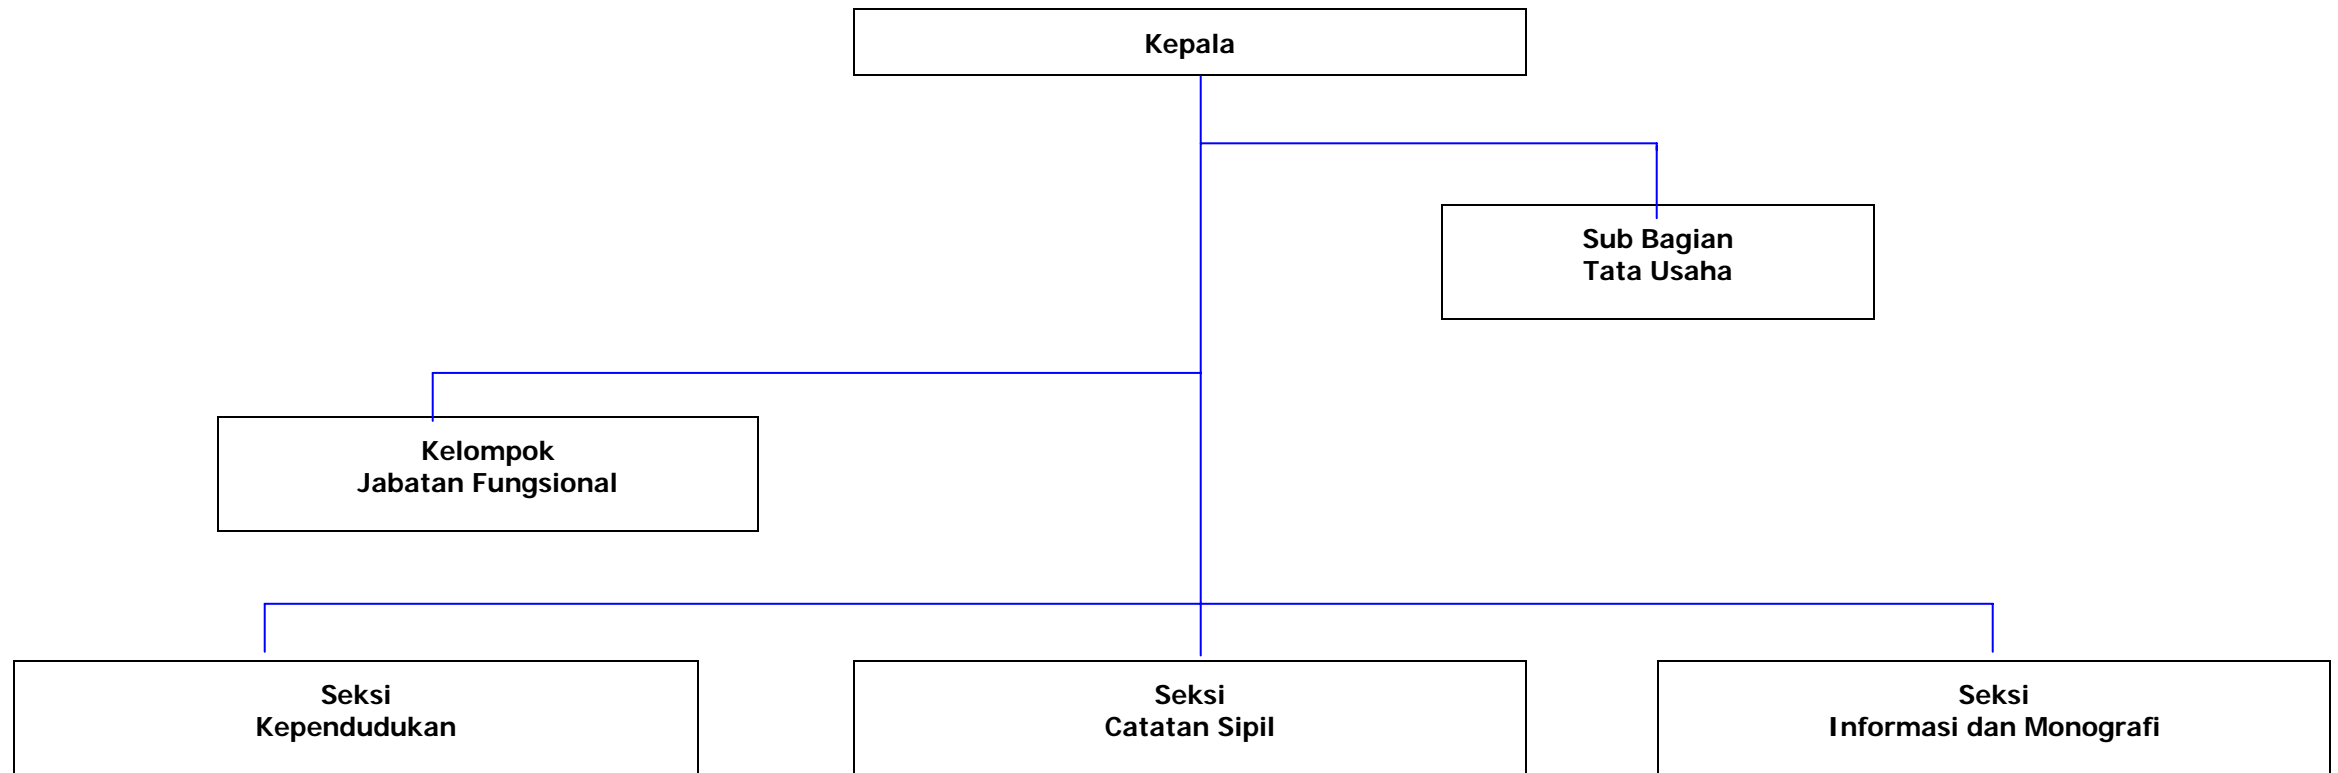 Kepala
Sub Bagian
Tata Usaha
Kelompok
Jabatan Fungsional
Seksi
Kependudukan
Seksi
Catatan Sipil
Seksi
Informasi dan Monografi